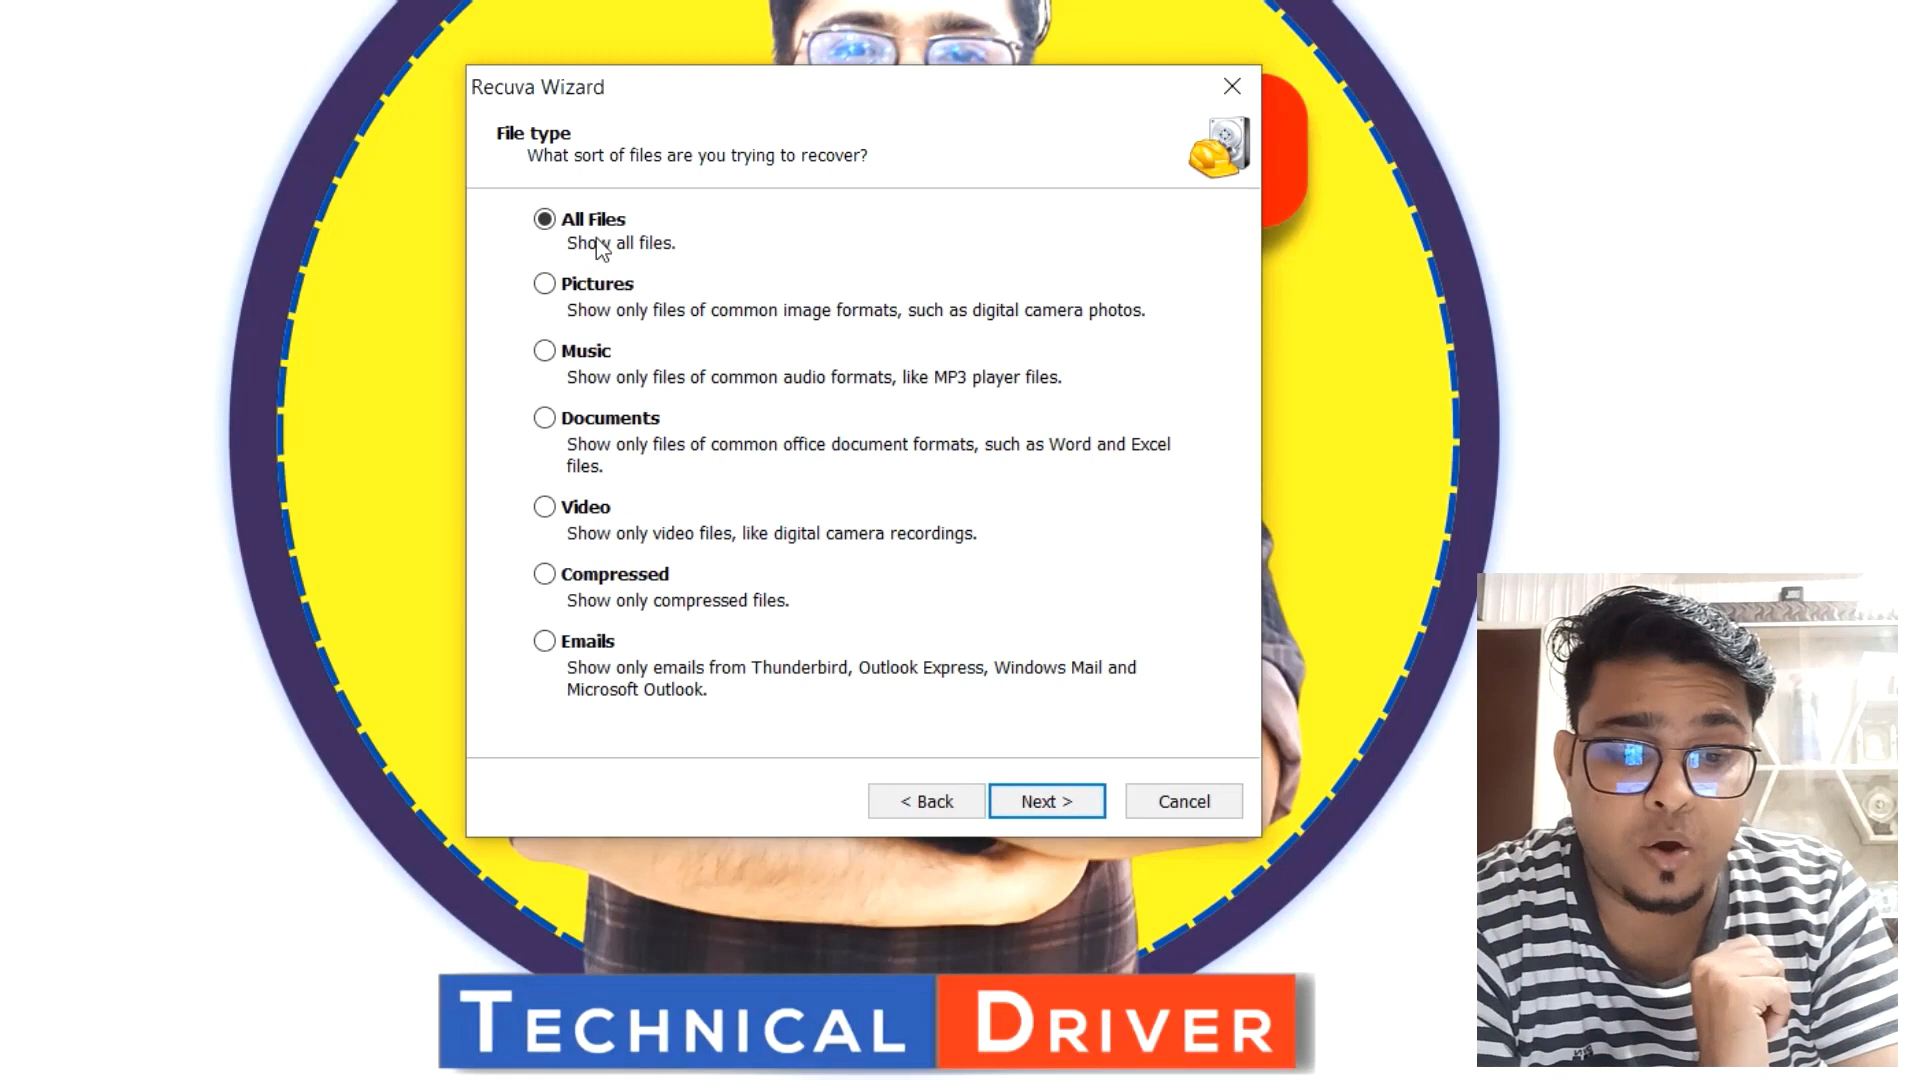 Recuva Wizard
File type
What sort of files are you trying to recover?
All Files
Show all files.
Pictures
Show only files of common image formats, such as digital camera photos.
Music
Show only files of common audio formats, like MP3 player files.
Documents
Show only files of common office document formats, such as Word and Excel
files.
Video
Show only video files, like digital camera recordings.
Compressed
Show only compressed files.
Emails
Show only emails from Thunderbird, Outlook Express, Windows Mail and
Microsoft Outlook.
< Back
Next >
Cancel
TECHNICAL DRIVER